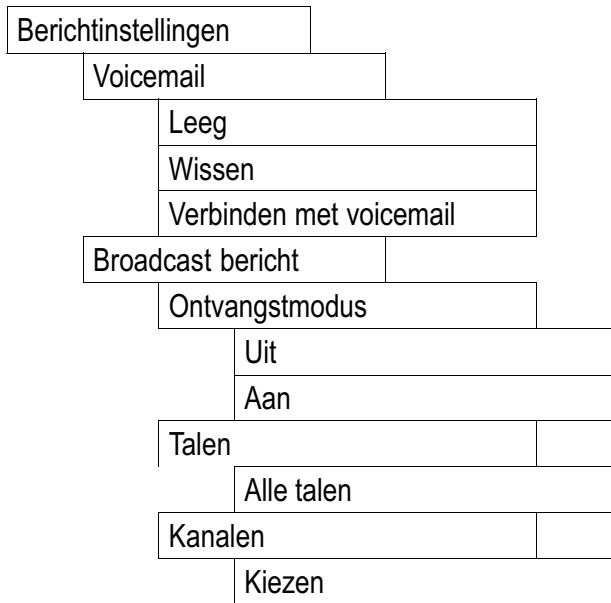 Berichtinstellingen
Voicemail
Leeg
Wissen
Verbinden met voicemail
Broadcast bericht
Ontvangstmodus
Uit
Aan
Talen
Alle talen
Kanalen
Kiezen